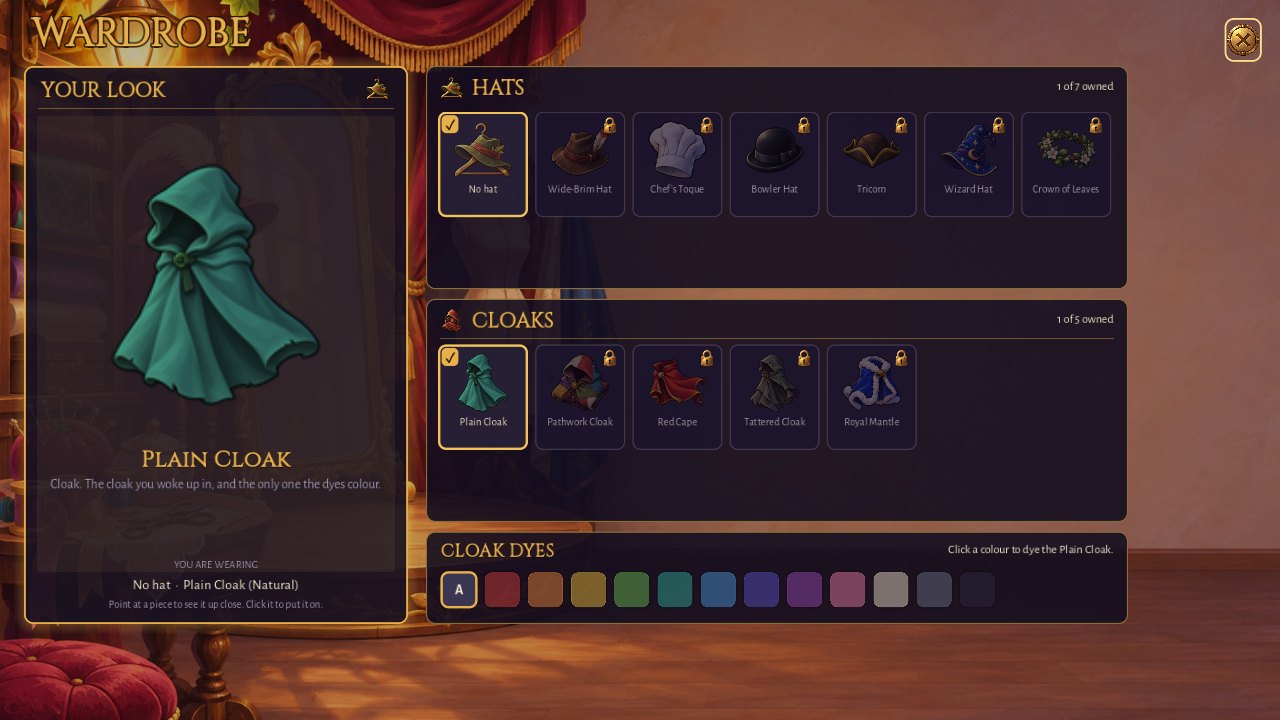 WARDROBE
YOUR LOOK
PLAIN CLOAK
Cloak. The cloak you woke up in, and the only one the dyes colour.
YOU ARE WEARING
No hat · Plain Cloak (Natural)
Point at a piece to see it up close. Click it to put it on.
HATS
1 of 7 owned
No hat
Wide-Brim Hat
Chef's Toque
Bowler Hat
Tricorn
Wizard Hat
Crown of Leaves
CLOAKS
1 of 5 owned
Plain Cloak
Pathwork Cloak
Red Cape
Tattered Cloak
Royal Mantle
CLOAK DYES
Click a colour to dye the Plain Cloak.
A